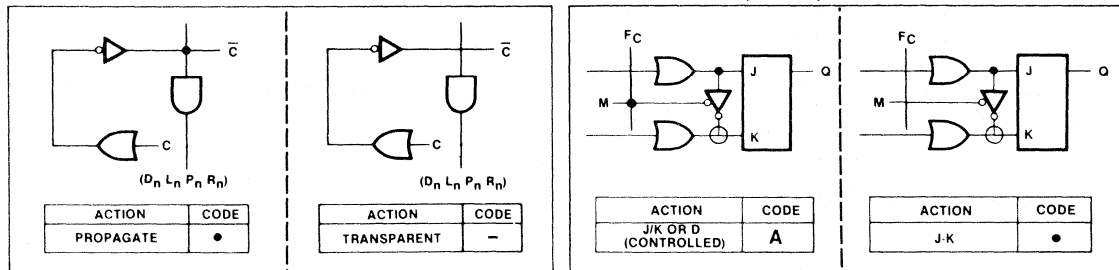 C̅
C
(Dn Ln Pn Rn)
ACTION CODE
PROPAGATE ●
C̅
C
(Dn Ln Pn Rn)
ACTION CODE
TRANSPARENT –
FC
J Q
M
K
ACTION CODE
J/K OR D
(CONTROLLED) A
FC
J Q
M
K
ACTION CODE
J-K ●